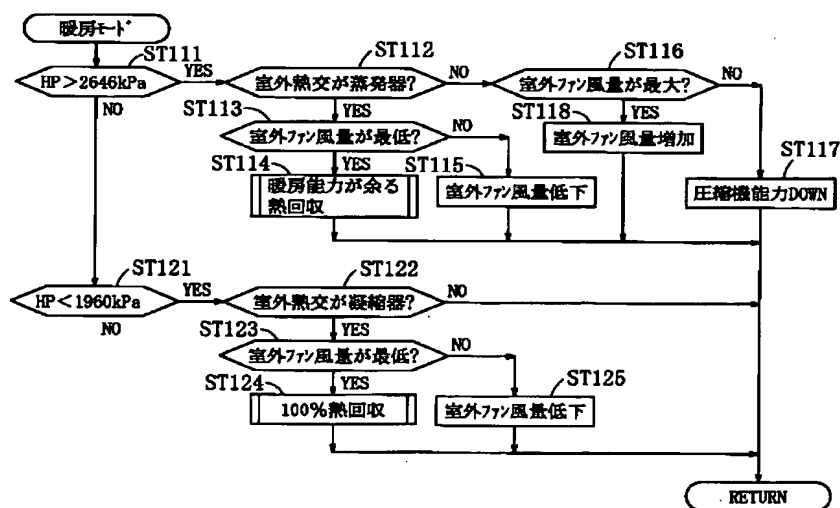 暖房ﾓｰﾄﾞ
ST111
HP＞2646kPa
YES
NO
ST112
室外熱交が蒸発器？
NO
YES
ST116
室外ファン風量が最大？
NO
YES
ST113
室外ファン風量が最低？
NO
YES
ST118
室外ファン風量増加
ST114
暖房能力が余る
熱回収
ST115
室外ファン風量低下
ST117
圧縮機能力DOWN
ST121
HP＜1960kPa
YES
NO
ST122
室外熱交が凝縮器？
NO
YES
ST123
室外ファン風量が最低？
NO
YES
ST124
100％熱回収
ST125
室外ファン風量低下
RETURN